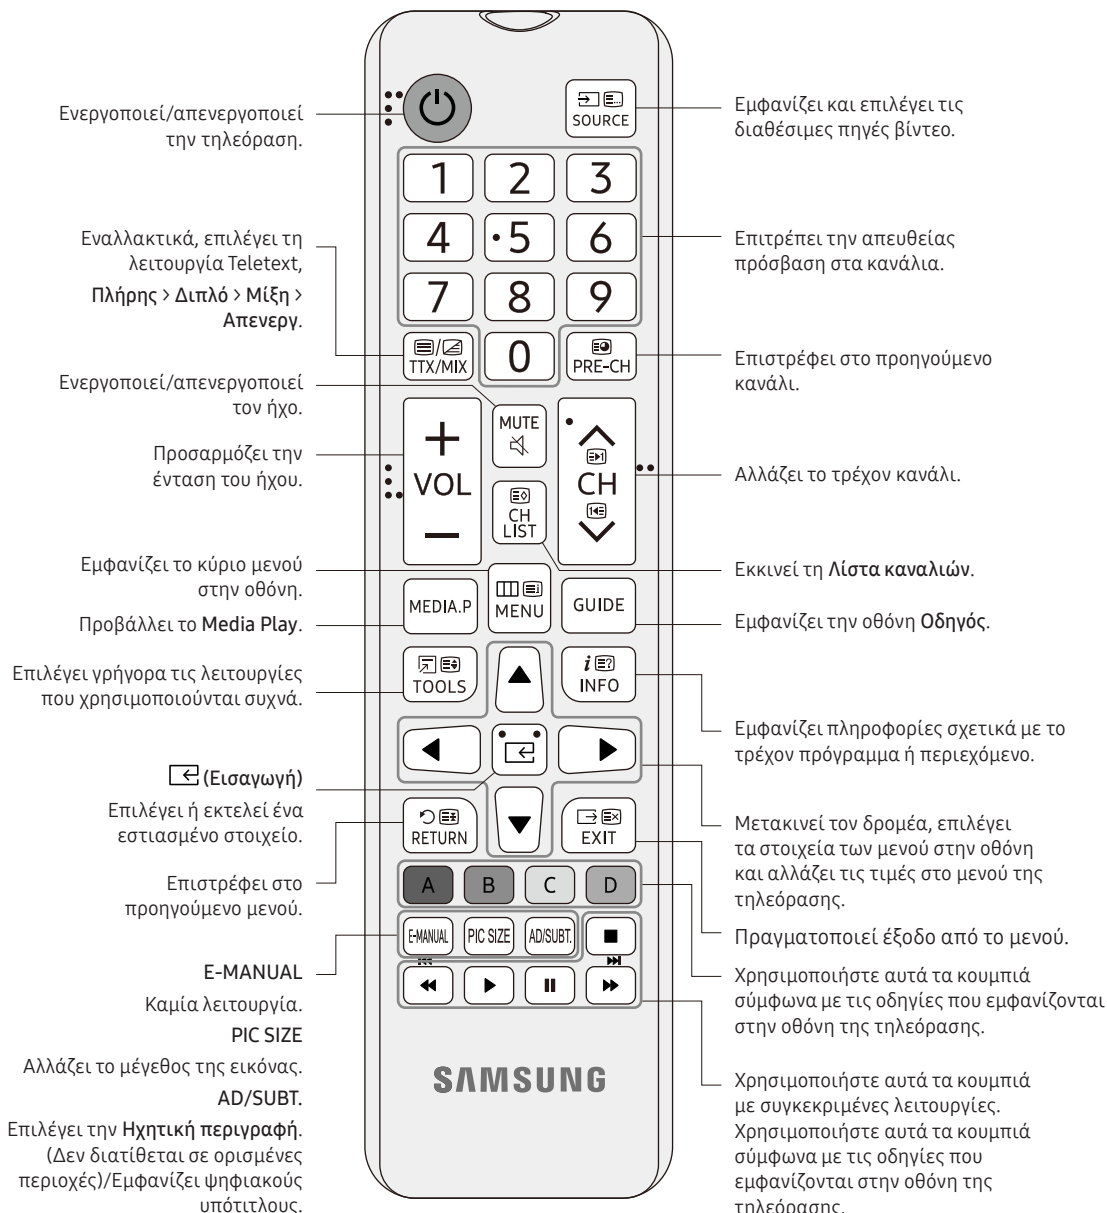 Ενεργοποιεί/απενεργοποιεί
την τηλεόραση.
Εναλλακτικά, επιλέγει τη
λειτουργία Teletext,
Πλήρης > Διπλό > Μίξη >
Απενεργ.
Ενεργοποιεί/απενεργοποιεί
τον ήχο.
Προσαρμόζει την
ένταση του ήχου.
Εμφανίζει το κύριο μενού
στην οθόνη.
Προβάλλει το Media Play.
Επιλέγει γρήγορα τις λειτουργίες
που χρησιμοποιούνται συχνά.
(Εισαγωγή)
Επιλέγει ή εκτελεί ένα
εστιασμένο στοιχείο.
Επιστρέφει στο
προηγούμενο μενού.
E-MANUAL
Καμία λειτουργία.
PIC SIZE
Αλλάζει το μέγεθος της εικόνας.
AD/SUBT.
Επιλέγει την Ηχητική περιγραφή.
(Δεν διατίθεται σε ορισμένες
περιοχές)/Εμφανίζει ψηφιακούς
υπότιτλους.
SOURCE
1 2 3
4 5 6
7 8 9
TTX/MIX 0 PRE-CH
MUTE
VOL CH
CH
LIST
MEDIA.P MENU GUIDE
TOOLS INFO
RETURN EXIT
A B C D
E-MANUAL PIC SIZE AD/SUBT.
SAMSUNG
Εμφανίζει και επιλέγει τις
διαθέσιμες πηγές βίντεο.
Επιτρέπει την απευθείας
πρόσβαση στα κανάλια.
Επιστρέφει στο προηγούμενο
κανάλι.
Αλλάζει το τρέχον κανάλι.
Εκκινεί τη Λίστα καναλιών.
Εμφανίζει την οθόνη Οδηγός.
Εμφανίζει πληροφορίες σχετικά με το
τρέχον πρόγραμμα ή περιεχόμενο.
Μετακινεί τον δρομέα, επιλέγει
τα στοιχεία των μενού στην οθόνη
και αλλάζει τις τιμές στο μενού της
τηλεόρασης.
Πραγματοποιεί έξοδο από το μενού.
Χρησιμοποιήστε αυτά τα κουμπιά
σύμφωνα με τις οδηγίες που εμφανίζονται
στην οθόνη της τηλεόρασης.
Χρησιμοποιήστε αυτά τα κουμπιά
με συγκεκριμένες λειτουργίες.
Χρησιμοποιήστε αυτά τα κουμπιά
σύμφωνα με τις οδηγίες που
εμφανίζονται στην οθόνη της
τηλεόρασης.